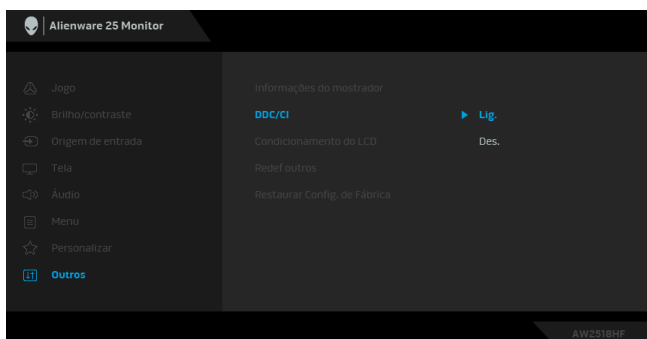 Alienware 25 Monitor
Jogo
Informações do mostrador
Brilho/contraste
DDC/CI
Lig.
Origem de entrada
Condicionamento do LCD
Des.
Tela
Redef outros
Áudio
Restaurar Config. de Fábrica
Menu
Personalizar
Outros
AW2518HF